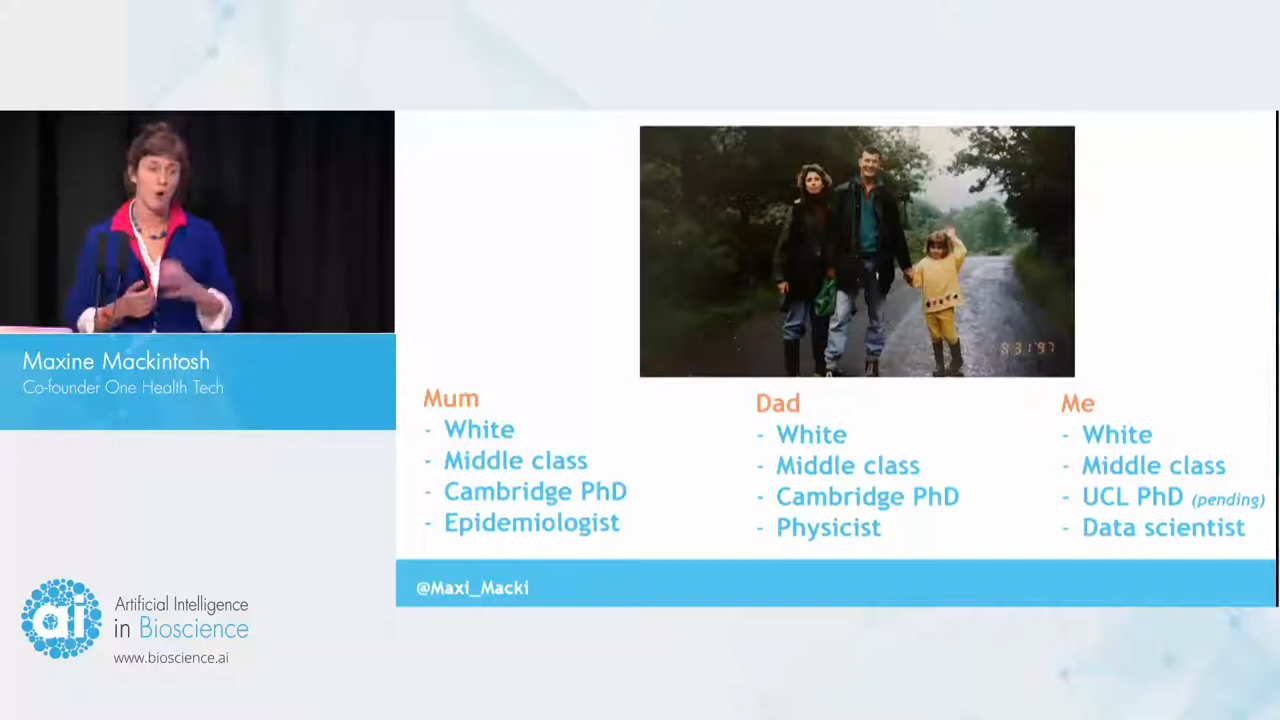 Maxine Mackintosh
Co-founder One Health Tech
ai
Artificial Intelligence
in Bioscience
www.bioscience.ai
8 31'97
Mum
- White
- Middle class
- Cambridge PhD
- Epidemiologist
Dad
- White
- Middle class
- Cambridge PhD
- Physicist
Me
- White
- Middle class
- UCL PhD (pending)
- Data scientist
@Maxi_Macki